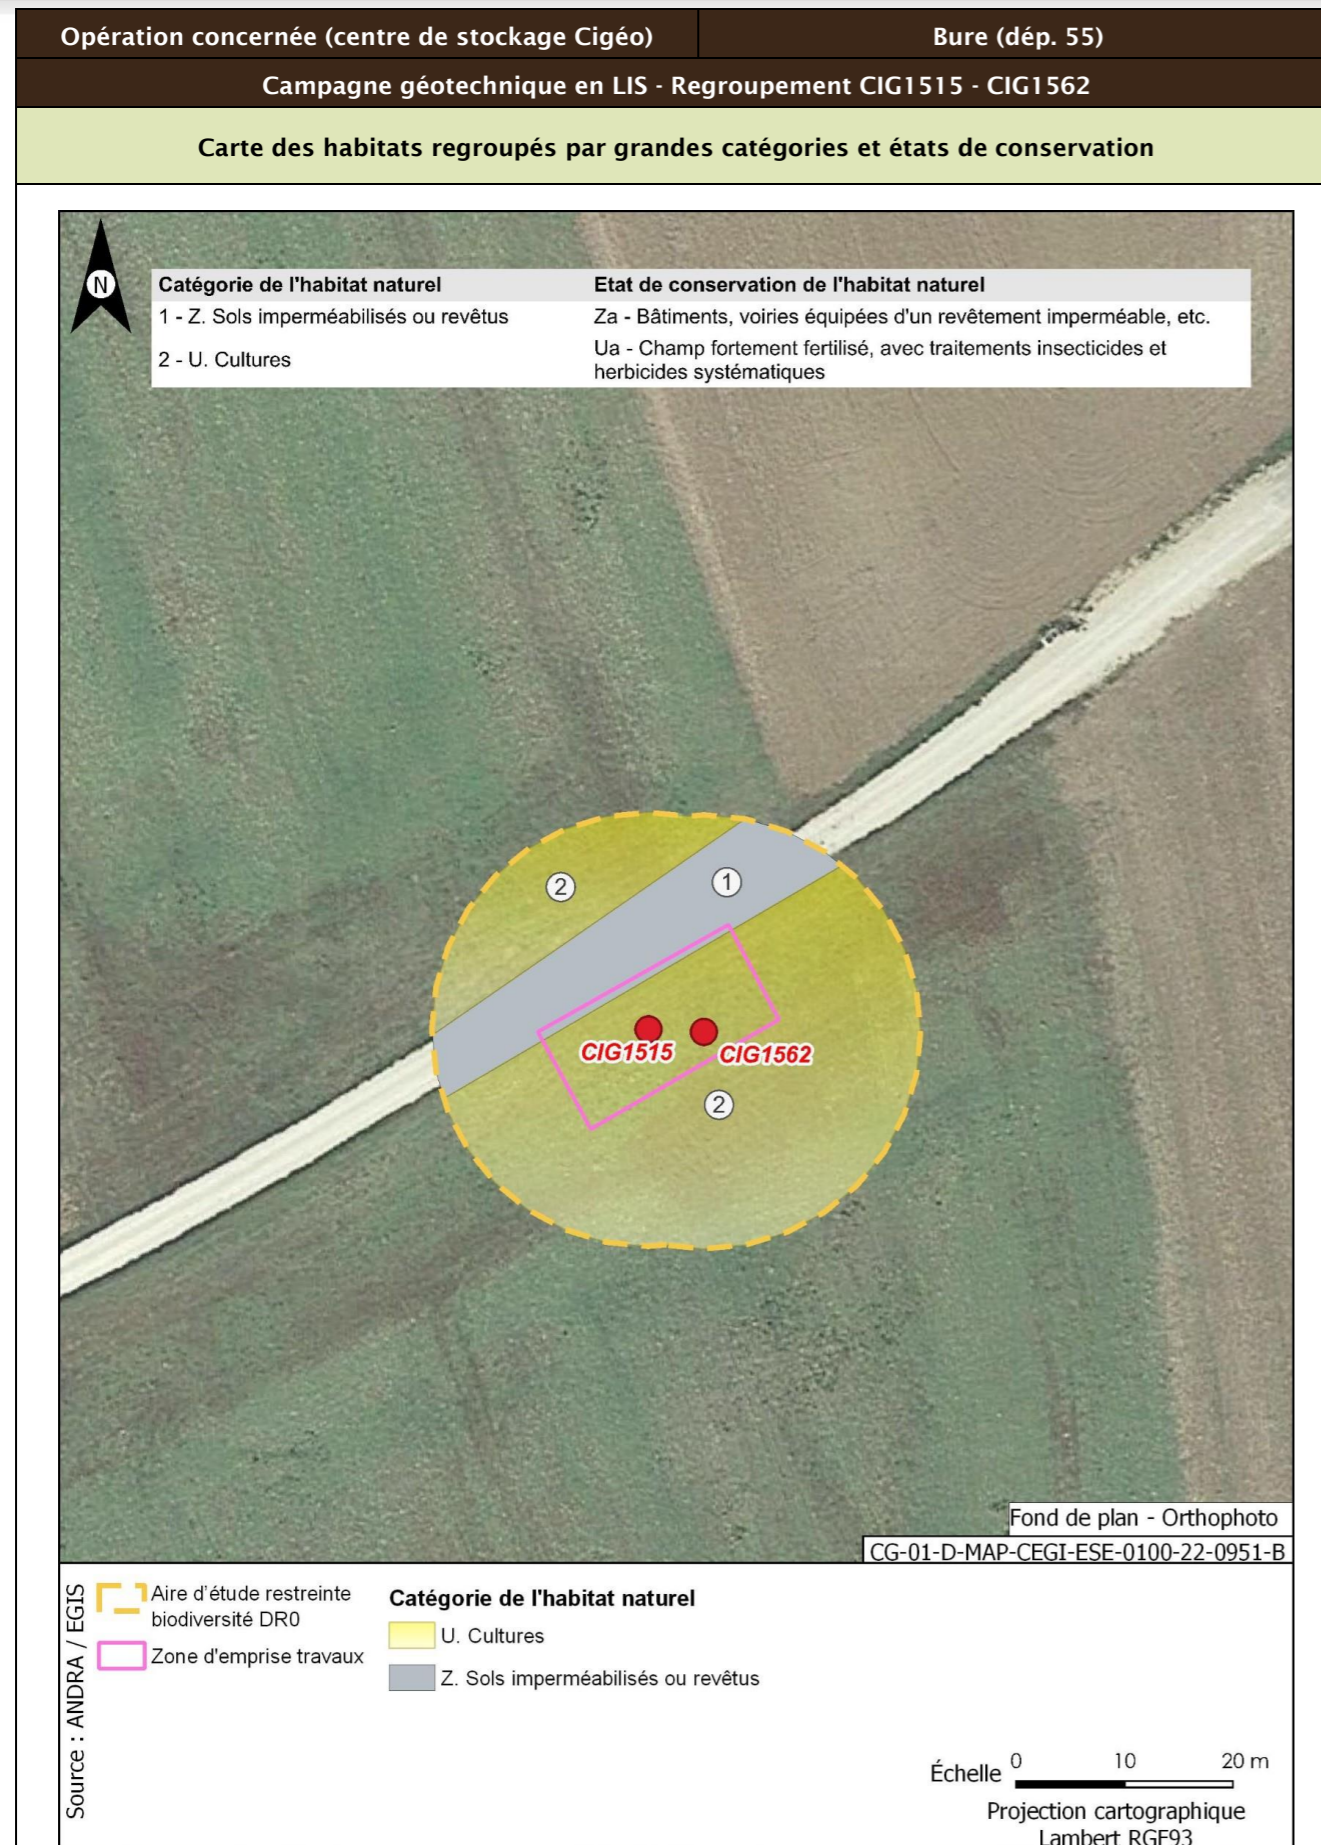 Opération concernée (centre de stockage Cigéo)
Bure (dép. 55)
Campagne géotechnique en LIS - Regroupement CIG1515 - CIG1562
Carte des habitats regroupés par grandes catégories et états de conservation
N
Catégorie de l'habitat naturel
Etat de conservation de l'habitat naturel
1 - Z. Sols imperméabilisés ou revêtus
Za - Bâtiments, voiries équipées d'un revêtement imperméable, etc.
2 - U. Cultures
Ua - Champ fortement fertilisé, avec traitements insecticides et
herbicides systématiques
2
1
CIG1515
CIG1562
2
Fond de plan - Orthophoto
CG-01-D-MAP-CEGI-ESE-0100-22-0951-B
Source : ANDRA / EGIS
Aire d'étude restreinte
biodiversité DR0
Zone d'emprise travaux
Catégorie de l'habitat naturel
U. Cultures
Z. Sols imperméabilisés ou revêtus
Échelle 0 10 20 m
Projection cartographique
Lambert RGF93